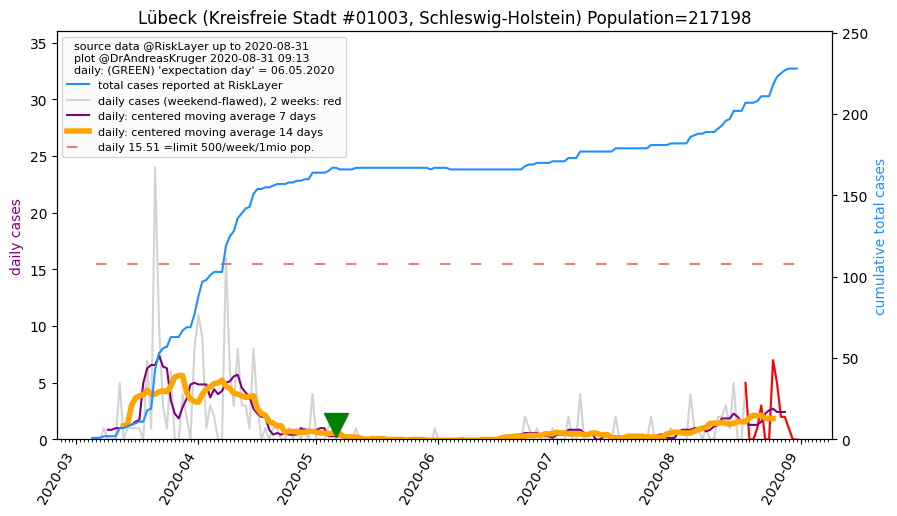 Lübeck (Kreisfreie Stadt #01003, Schleswig-Holstein) Population=217198
source data @RiskLayer up to 2020-08-31
plot @DrAndreasKruger 2020-08-31 09:13
daily: (GREEN) 'expectation day' = 06.05.2020
total cases reported at RiskLayer
daily cases (weekend-flawed), 2 weeks: red
daily: centered moving average 7 days
daily: centered moving average 14 days
daily 15.51 =limit 500/week/1mio pop.
daily cases
35
30
25
20
15
10
5
0
cumulative total cases
250
200
150
100
50
0
2020-03
2020-04
2020-05
2020-06
2020-07
2020-08
2020-09